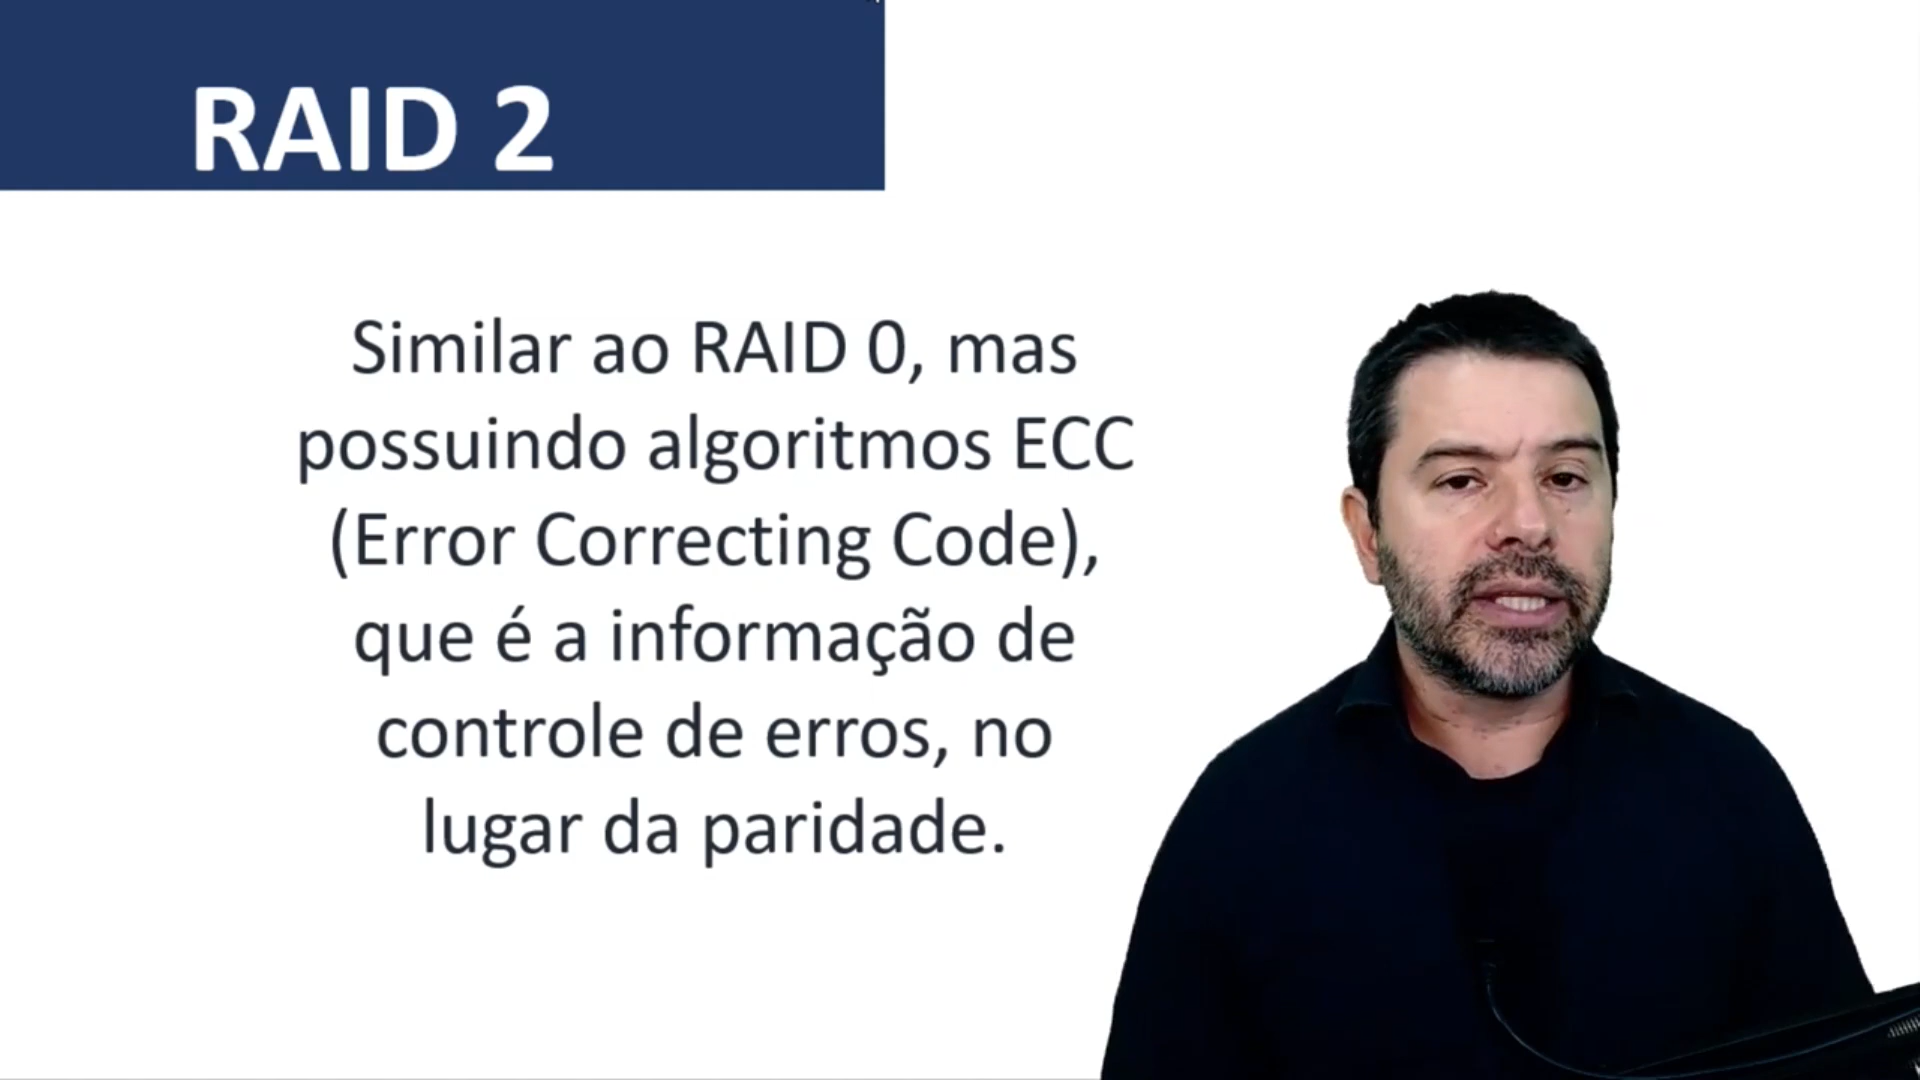 RAID 2
Similar ao RAID 0, mas
possuindo algoritmos ECC
(Error Correcting Code),
que é a informação de
controle de erros, no
lugar da paridade.